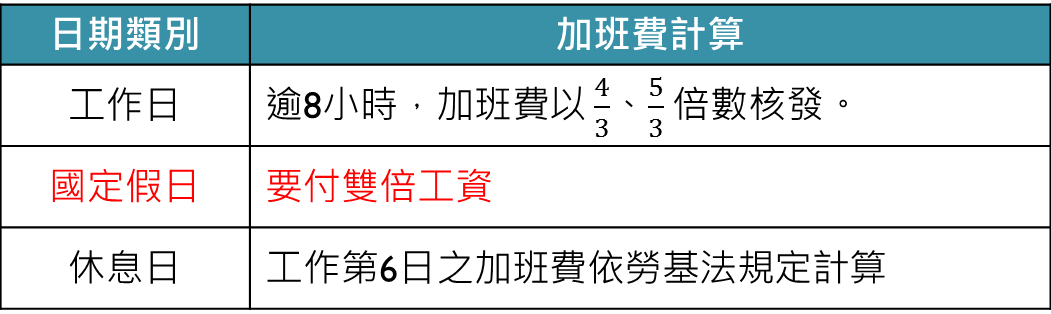 日期類別 加班費計算
工作日 逾8小時，加班費以 4/3、5/3 倍數核發。
國定假日 要付雙倍工資
休息日 工作第6日之加班費依勞基法規定計算